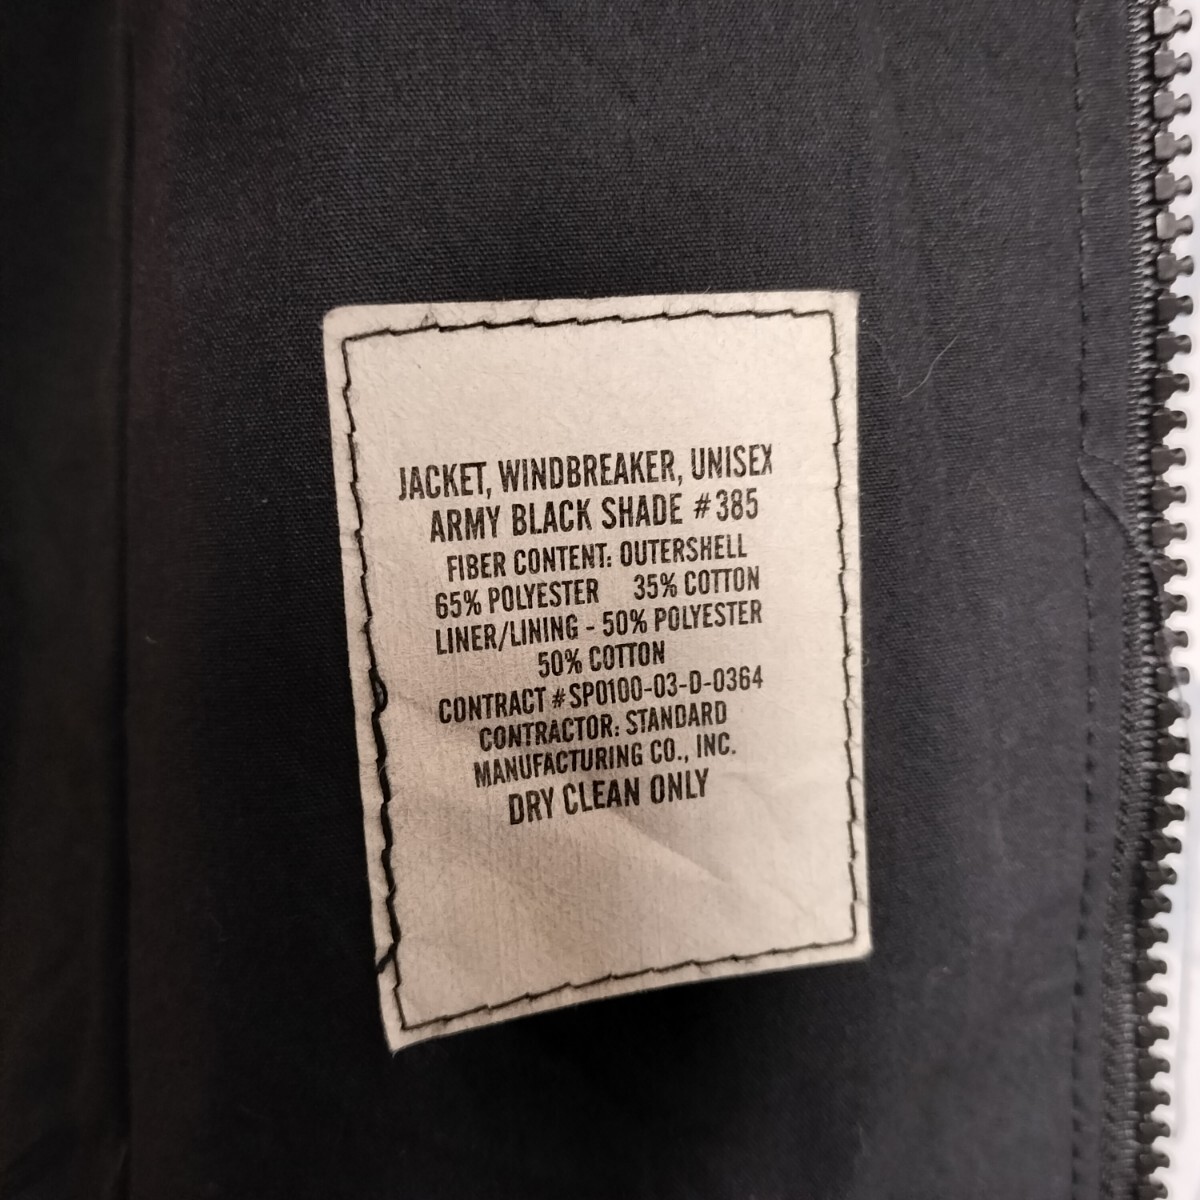 JACKET, WINDBREAKER, UNISEX
ARMY BLACK SHADE #385
FIBER CONTENT: OUTERSHELL
65% POLYESTER 35% COTTON
LINER/LINING - 50% POLYESTER
50% COTTON
CONTRACT #SP0100-03-D-0364
CONTRACTOR: STANDARD
MANUFACTURING CO., INC.
DRY CLEAN ONLY